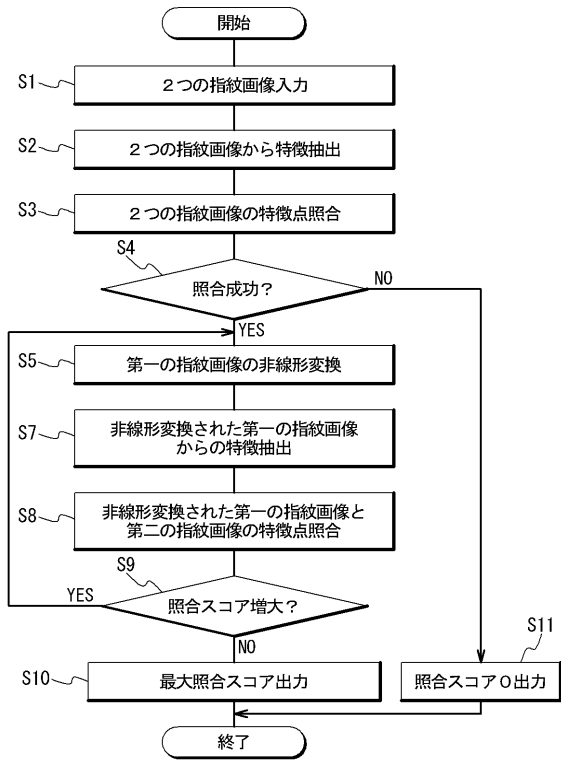 開始
S1
２つの指紋画像入力
S2
２つの指紋画像から特徴抽出
S3
２つの指紋画像の特徴点照合
S4
照合成功？
NO
YES
S5
第一の指紋画像の非線形変換
S7
非線形変換された第一の指紋画像
からの特徴抽出
S8
非線形変換された第一の指紋画像と
第二の指紋画像の特徴点照合
S9
YES
照合スコア増大？
NO
S10
最大照合スコア出力
S11
照合スコア０出力
終了